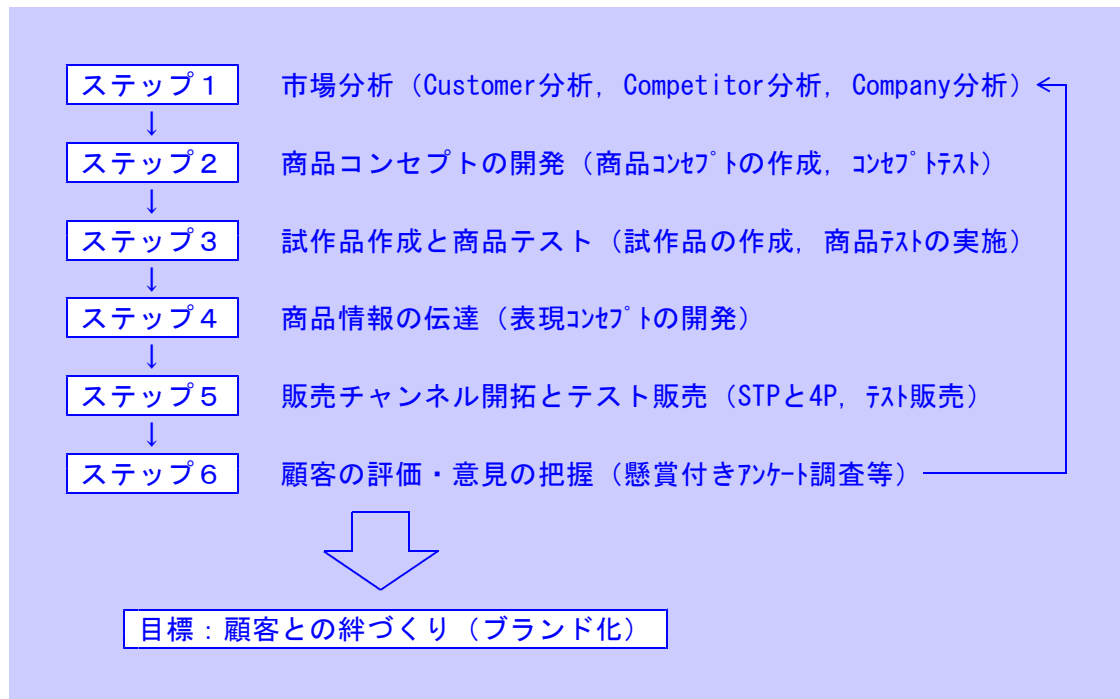 ステップ１　市場分析（Customer分析, Competitor分析, Company分析）
↓
ステップ２　商品コンセプトの開発（商品ｺﾝｾﾌﾟﾄの作成, ｺﾝｾﾌﾟﾄﾃｽﾄ）
↓
ステップ３　試作品作成と商品テスト（試作品の作成, 商品ﾃｽﾄの実施）
↓
ステップ４　商品情報の伝達（表現ｺﾝｾﾌﾟﾄの開発）
↓
ステップ５　販売チャンネル開拓とテスト販売（STPと4P, ﾃｽﾄ販売）
↓
ステップ６　顧客の評価・意見の把握（懸賞付きｱﾝｹｰﾄ調査等）
目標：顧客との絆づくり（ブランド化）